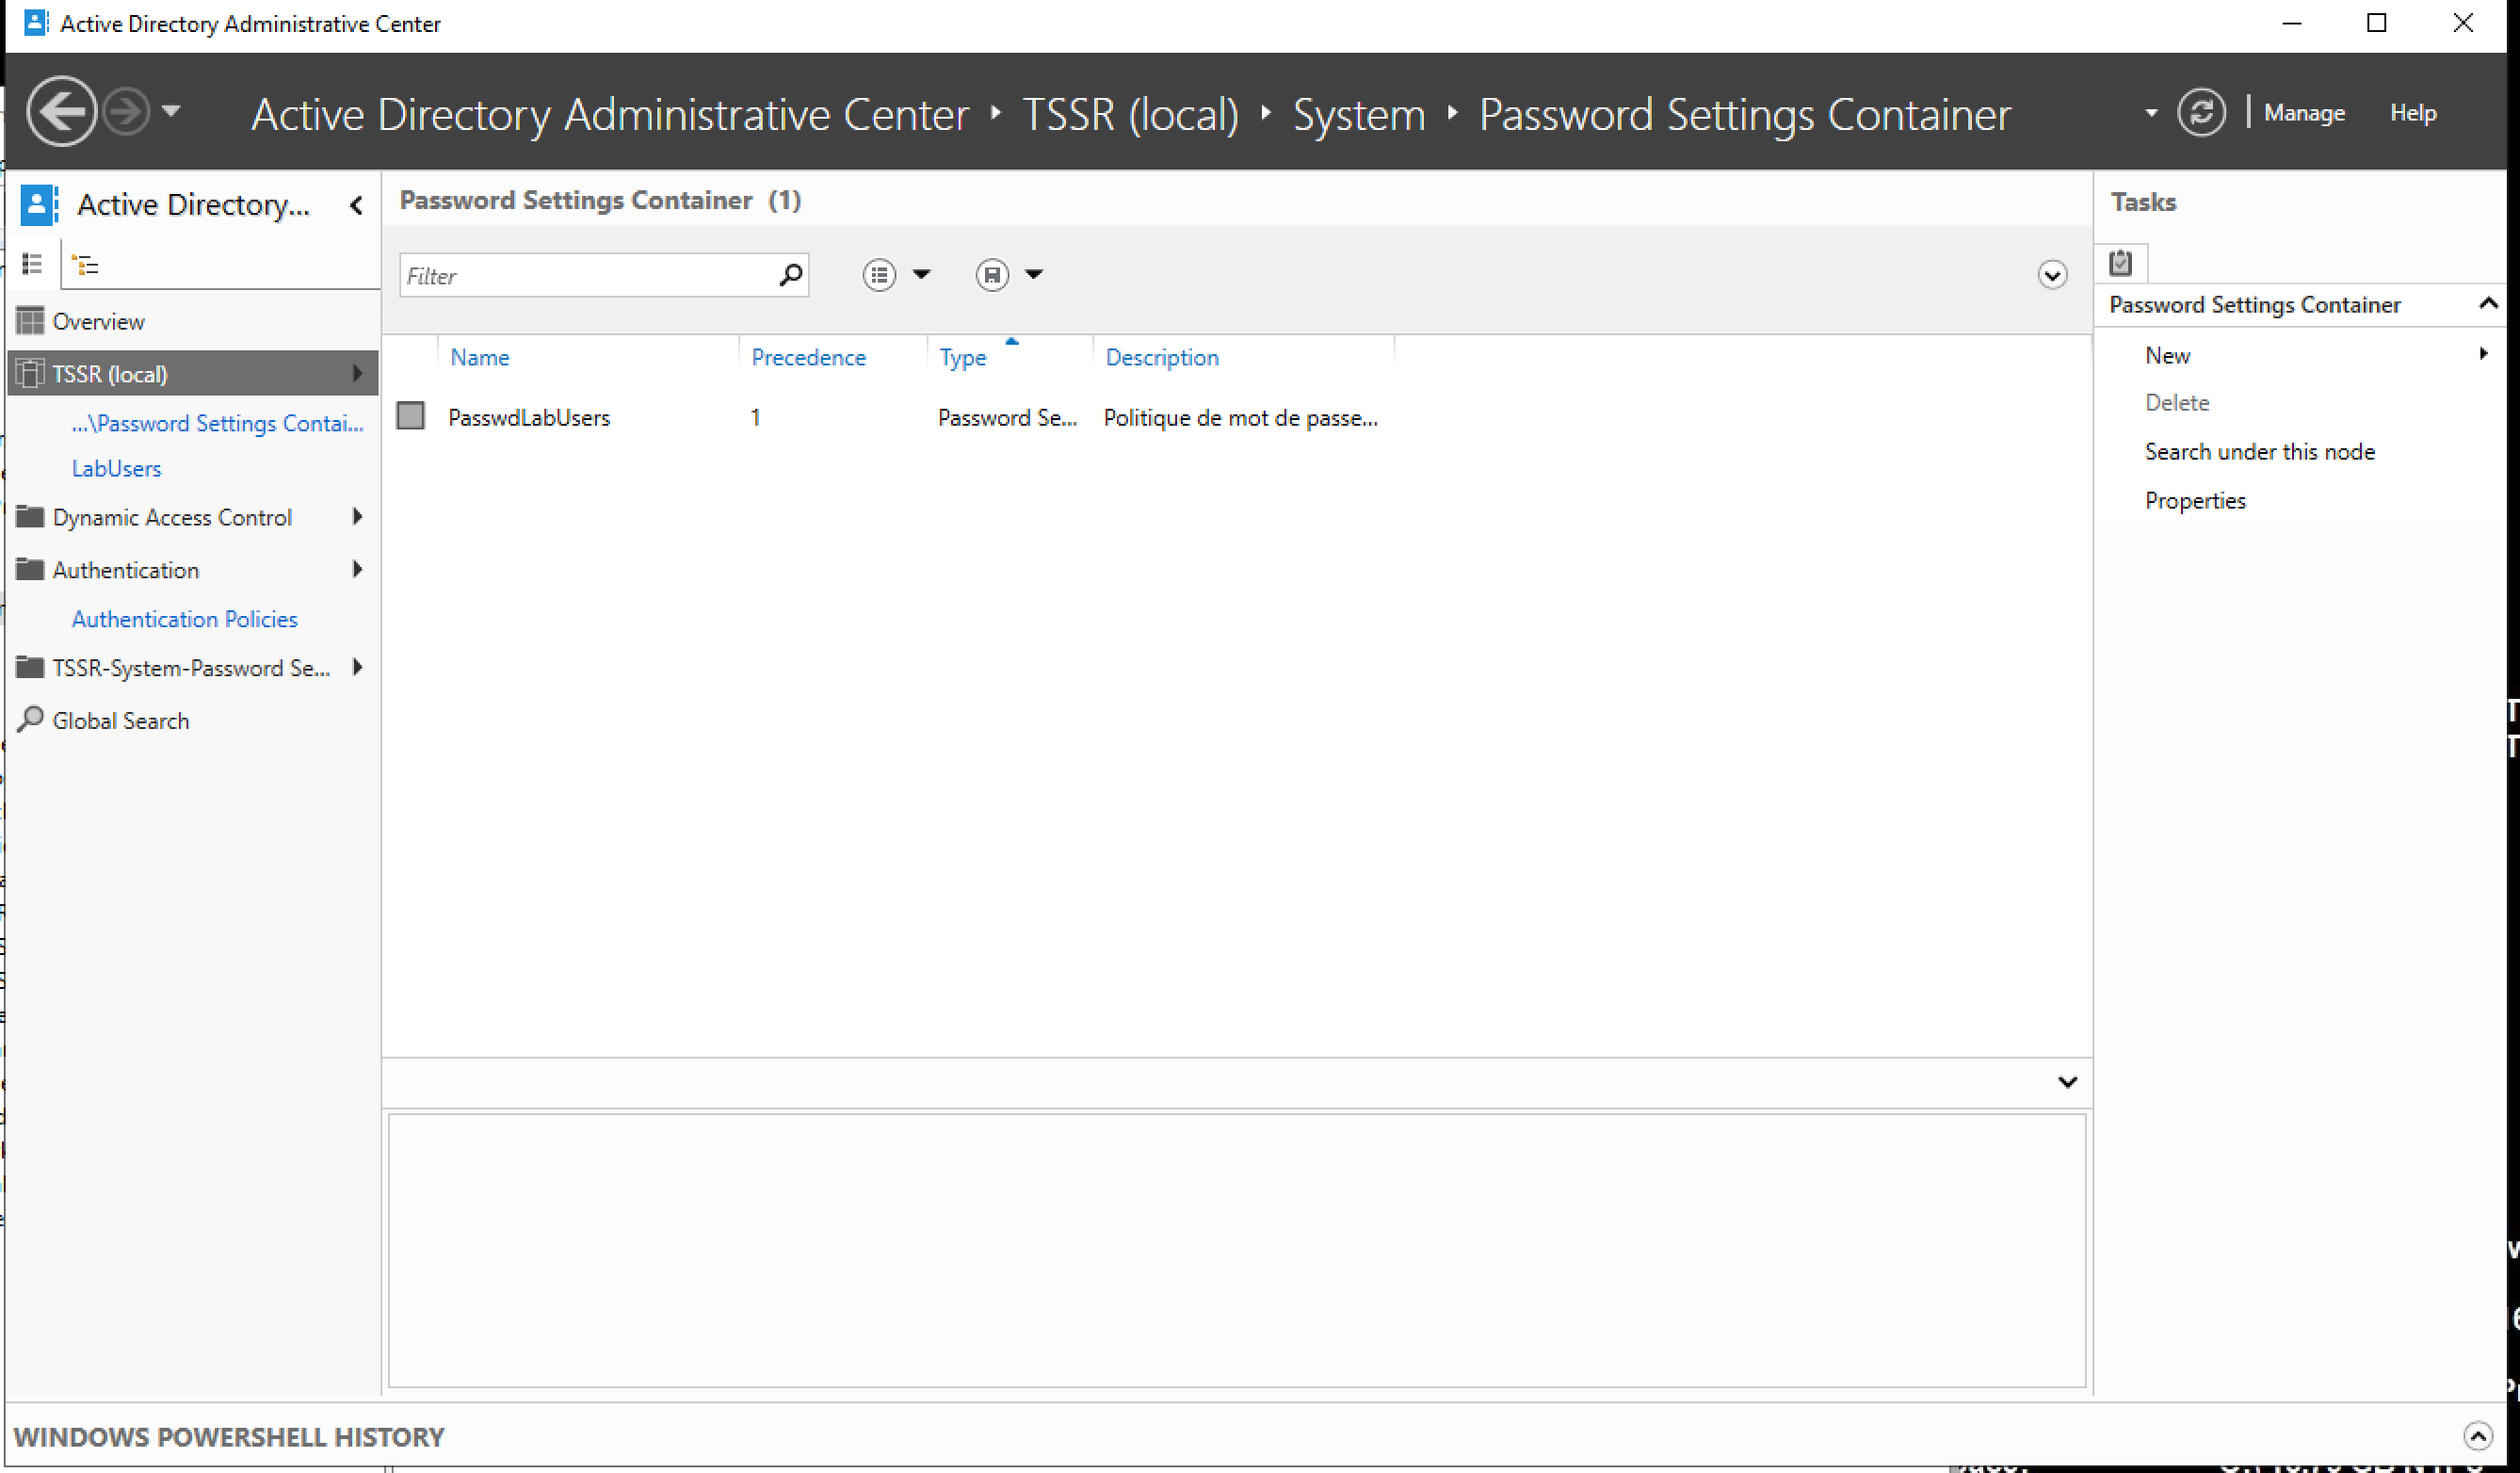 Active Directory Administrative Center
Active Directory Administrative Center TSSR (local) System Password Settings Container
Manage Help
Active Directory...
Overview
TSSR (local)
...\Password Settings Contai...
LabUsers
Dynamic Access Control
Authentication
Authentication Policies
TSSR-System-Password Se...
Global Search
Password Settings Container (1)
Filter
Name Precedence Type Description
PasswdLabUsers 1 Password Se... Politique de mot de passe...
Tasks
Password Settings Container
New
Delete
Search under this node
Properties
WINDOWS POWERSHELL HISTORY